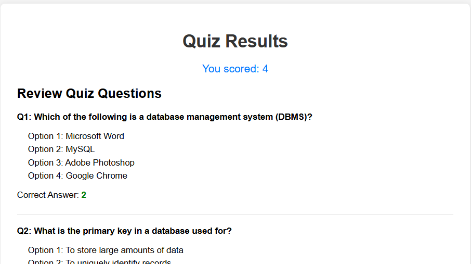 Quiz Results
You scored: 4
Review Quiz Questions
Q1: Which of the following is a database management system (DBMS)?
Option 1: Microsoft Word
Option 2: MySQL
Option 3: Adobe Photoshop
Option 4: Google Chrome
Correct Answer: 2
Q2: What is the primary key in a database used for?
Option 1: To store large amounts of data
Option 2: To uniquely identify records